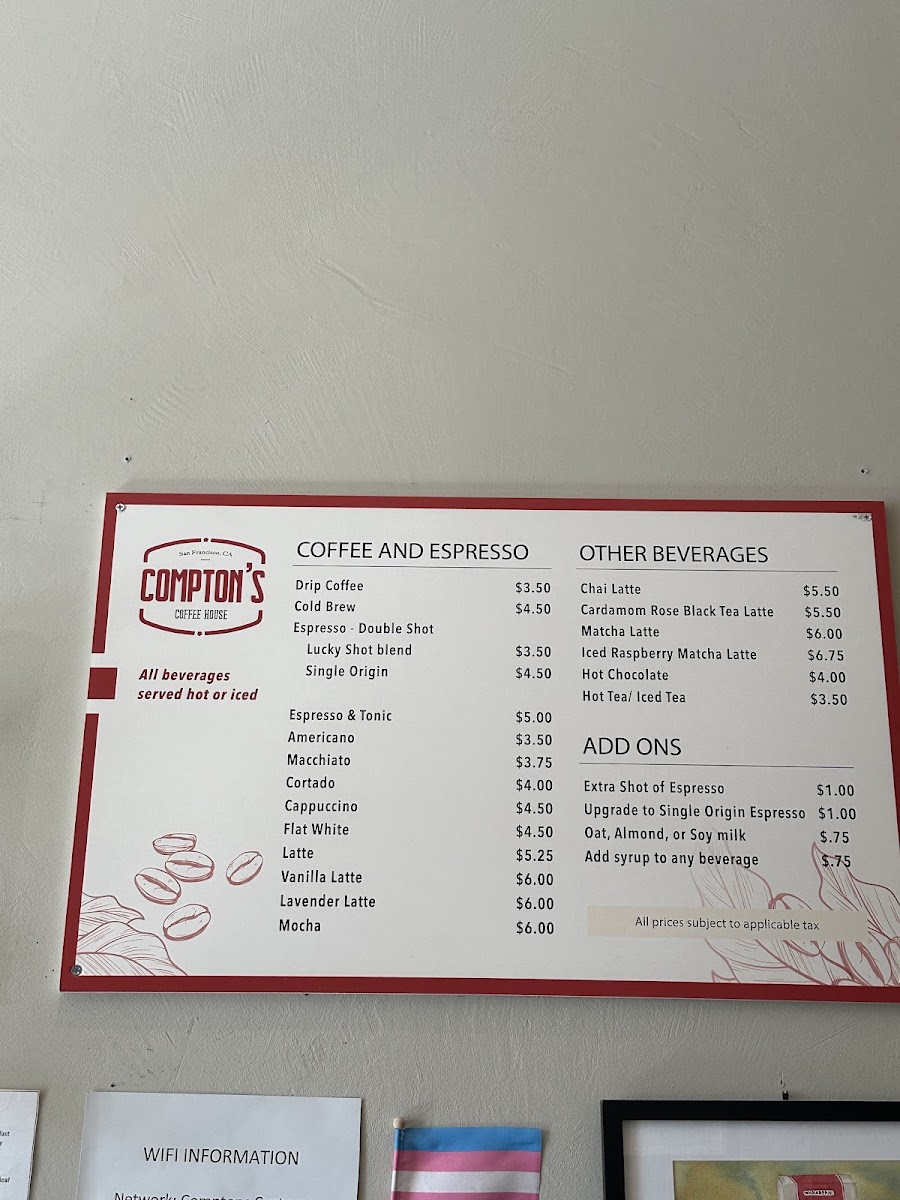 San Francisco, CA
COMPTON'S
COFFEE HOUSE
All beverages
served hot or iced
COFFEE AND ESPRESSO
Drip Coffee $3.50
Cold Brew $4.50
Espresso - Double Shot
Lucky Shot blend $3.50
Single Origin $4.50
Espresso & Tonic $5.00
Americano $3.50
Macchiato $3.75
Cortado $4.00
Cappuccino $4.50
Flat White $4.50
Latte $5.25
Vanilla Latte $6.00
Lavender Latte $6.00
Mocha $6.00
OTHER BEVERAGES
Chai Latte $5.50
Cardamom Rose Black Tea Latte $5.50
Matcha Latte $6.00
Iced Raspberry Matcha Latte $6.75
Hot Chocolate $4.00
Hot Tea/ Iced Tea $3.50
ADD ONS
Extra Shot of Espresso $1.00
Upgrade to Single Origin Espresso $1.00
Oat, Almond, or Soy milk $.75
Add syrup to any beverage $.75
All prices subject to applicable tax
WIFI INFORMATION
Network: Comptons